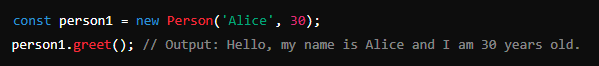 const person1 = new Person('Alice', 30);
person1.greet(); // Output: Hello, my name is Alice and I am 30 years old.